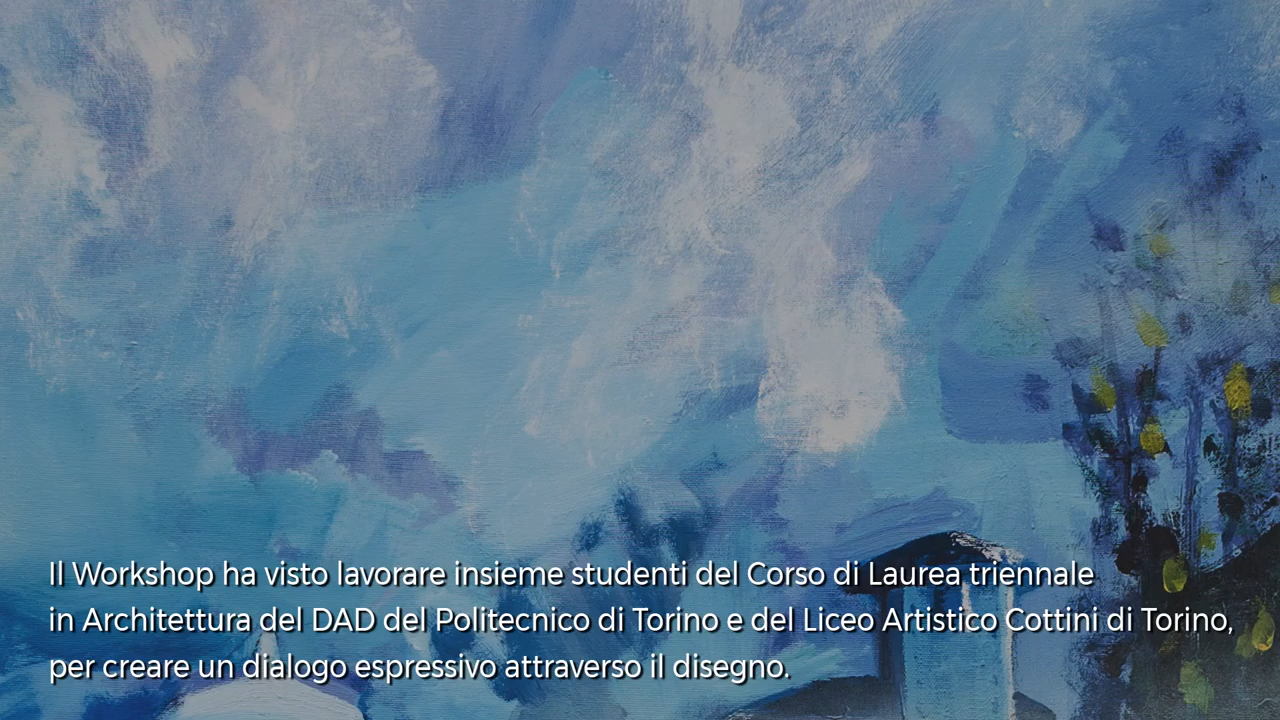 Il Workshop ha visto lavorare insieme studenti del Corso di Laurea triennale
in Architettura del DAD del Politecnico di Torino e del Liceo Artistico Cottini di Torino,
per creare un dialogo espressivo attraverso il disegno.